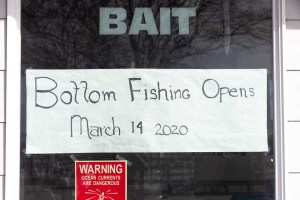 BAIT
Bottom Fishing Opens
March 14 2020
WARNING
OCEAN CURRENTS
ARE DANGEROUS